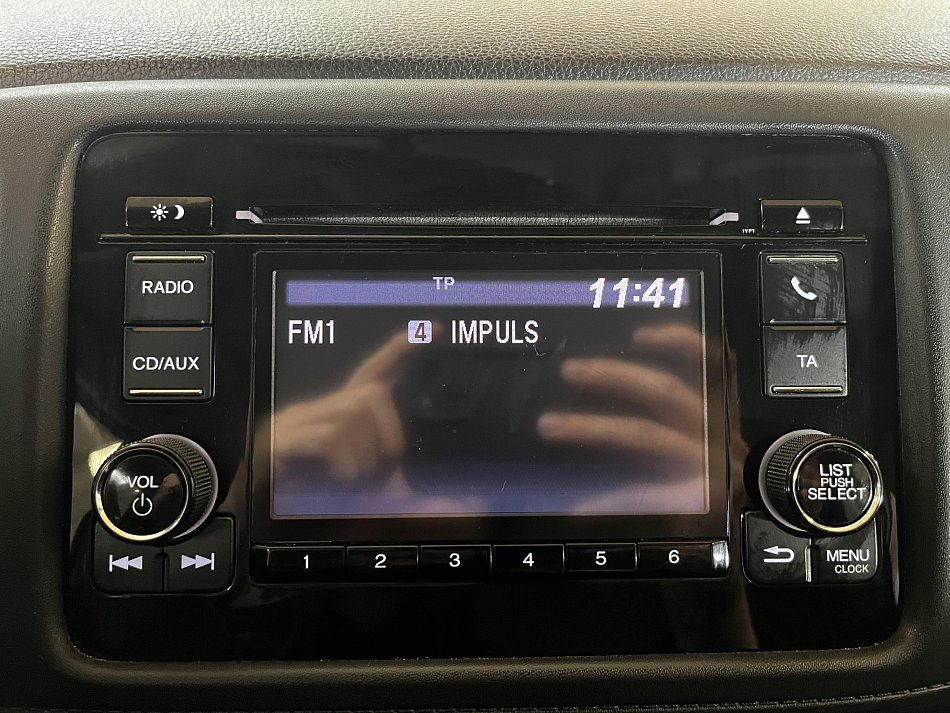 RADIO
CD/AUX
VOL
TP
11:41
FM1 4 IMPULS
1 2 3 4 5 6
TA
LIST
PUSH
SELECT
MENU
CLOCK